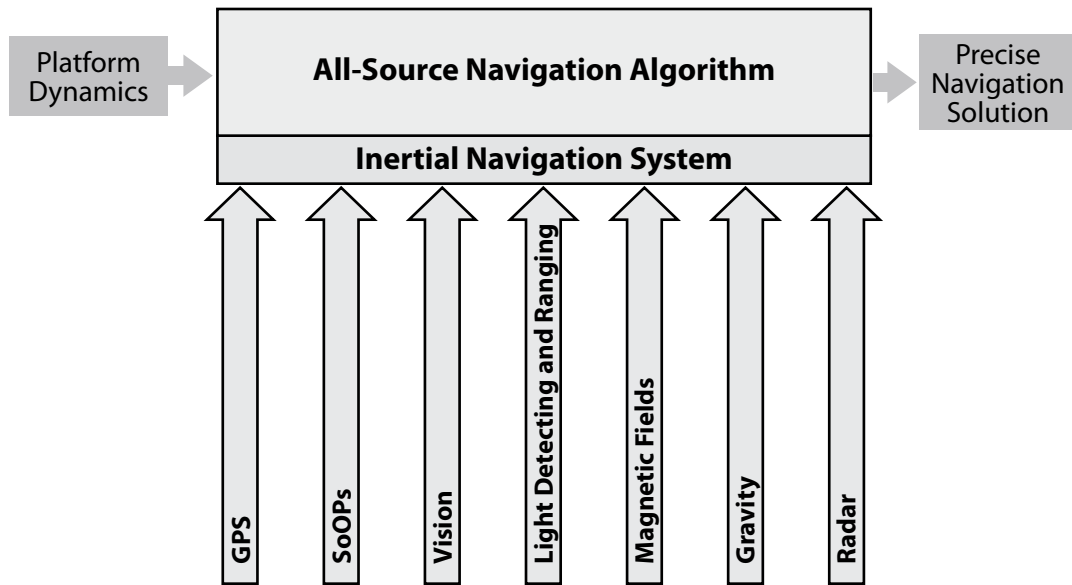 Platform
Dynamics
All-Source Navigation Algorithm
Precise
Navigation
Solution
Inertial Navigation System
GPS
SoOPs
Vision
Light Detecting and Ranging
Magnetic Fields
Gravity
Radar